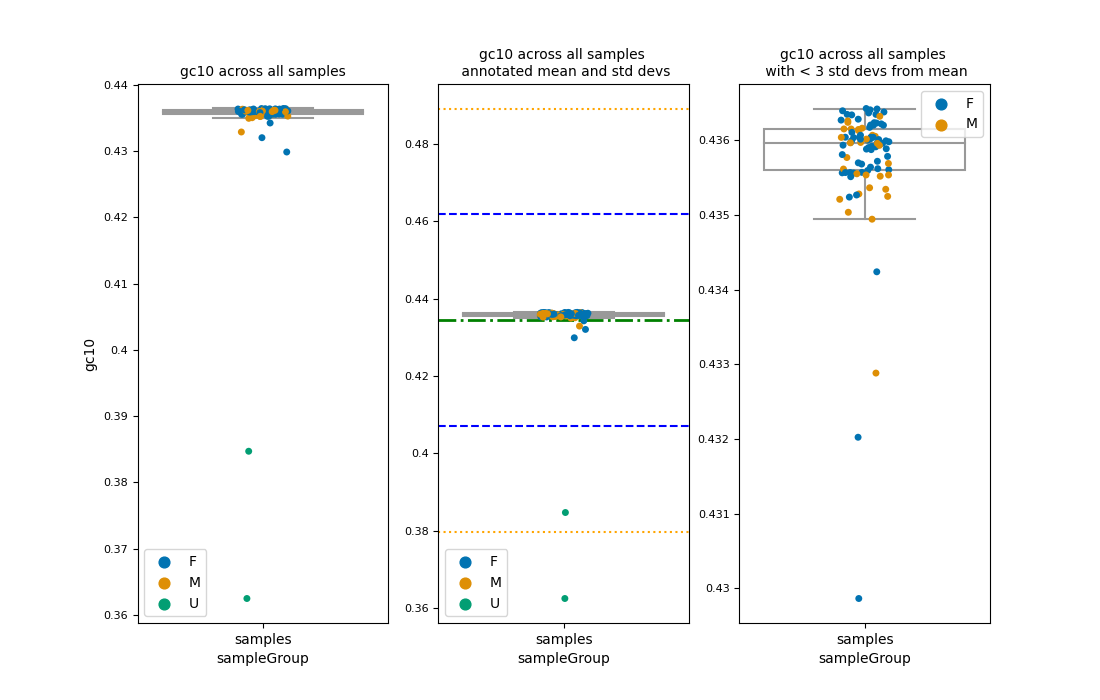 gc10 across all samples
0.44
0.43
0.42
0.41
0.4
0.39
0.38
0.37
0.36
gc10
F
M
U
samples
sampleGroup
gc10 across all samples
annotated mean and std devs
0.48
0.46
0.44
0.42
0.4
0.38
0.36
F
M
U
samples
sampleGroup
gc10 across all samples
with < 3 std devs from mean
0.436
0.435
0.434
0.433
0.432
0.431
0.43
F
M
samples
sampleGroup